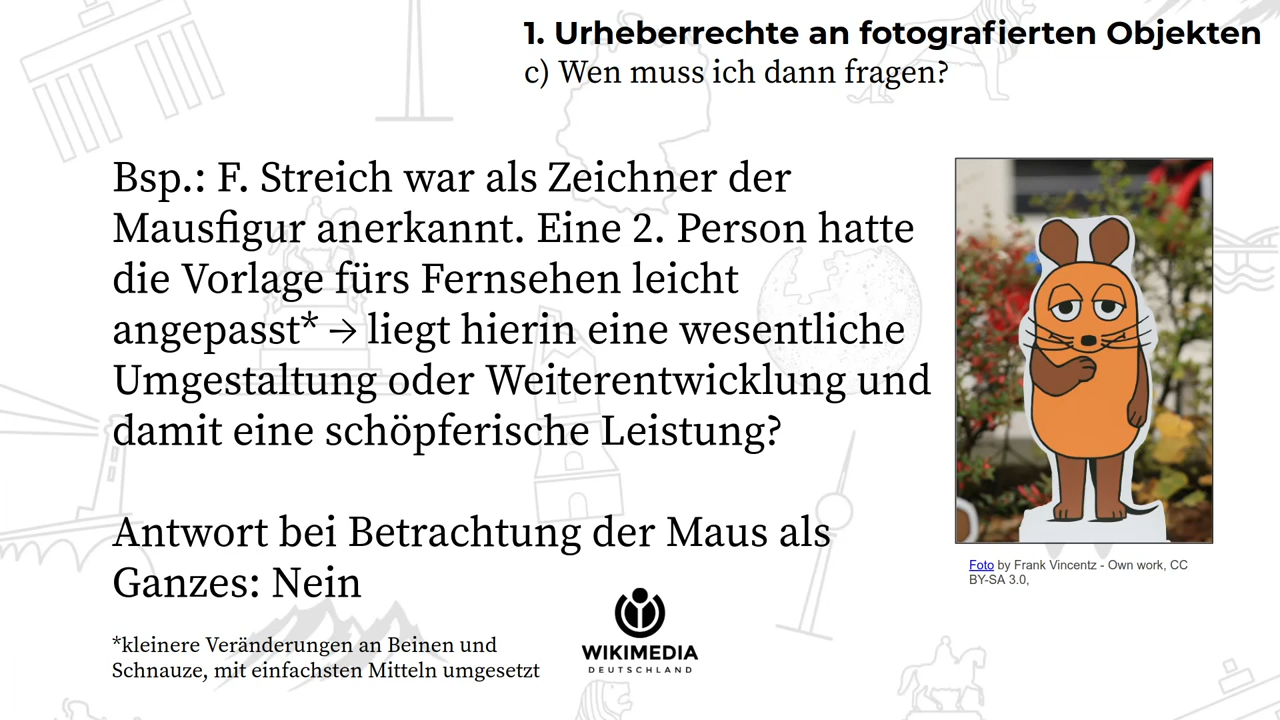 1. Urheberrechte an fotografierten Objekten
c) Wen muss ich dann fragen?
Bsp.: F. Streich war als Zeichner der
Mausfigur anerkannt. Eine 2. Person hatte
die Vorlage fürs Fernsehen leicht
angepasst* → liegt hierin eine wesentliche
Umgestaltung oder Weiterentwicklung und
damit eine schöpferische Leistung?
Antwort bei Betrachtung der Maus als
Ganzes: Nein
*kleinere Veränderungen an Beinen und
Schnauze, mit einfachsten Mitteln umgesetzt
Foto by Frank Vincentz - Own work, CC
BY-SA 3.0,
WIKIMEDIA
DEUTSCHLAND